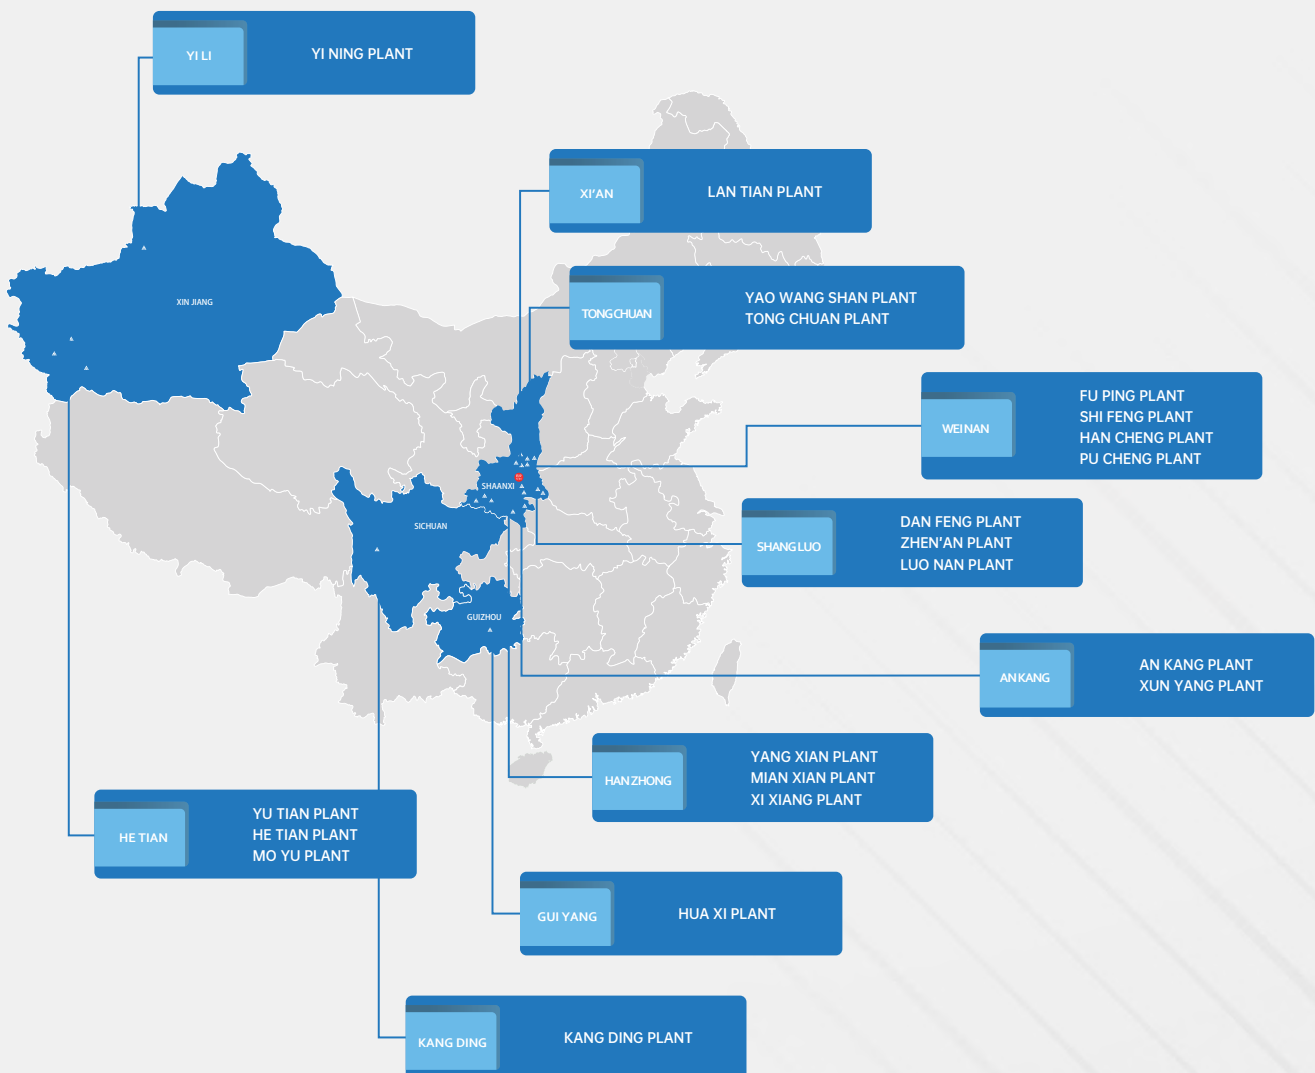 YI LI
YI NING PLANT
XI'AN
LAN TIAN PLANT
XIN JIANG
TONGCHUAN
YAO WANG SHAN PLANT
TONG CHUAN PLANT
WEINAN
FU PING PLANT
SHI FENG PLANT
HAN CHENG PLANT
PU CHENG PLANT
SHAANXI
SICHUAN
SHANGLUO
DAN FENG PLANT
ZHEN'AN PLANT
LUO NAN PLANT
GUIZHOU
ANKANG
AN KANG PLANT
XUN YANG PLANT
HANZHONG
YANG XIAN PLANT
MIAN XIAN PLANT
XI XIANG PLANT
HE TIAN
YU TIAN PLANT
HE TIAN PLANT
MO YU PLANT
GUI YANG
HUA XI PLANT
KANG DING
KANG DING PLANT